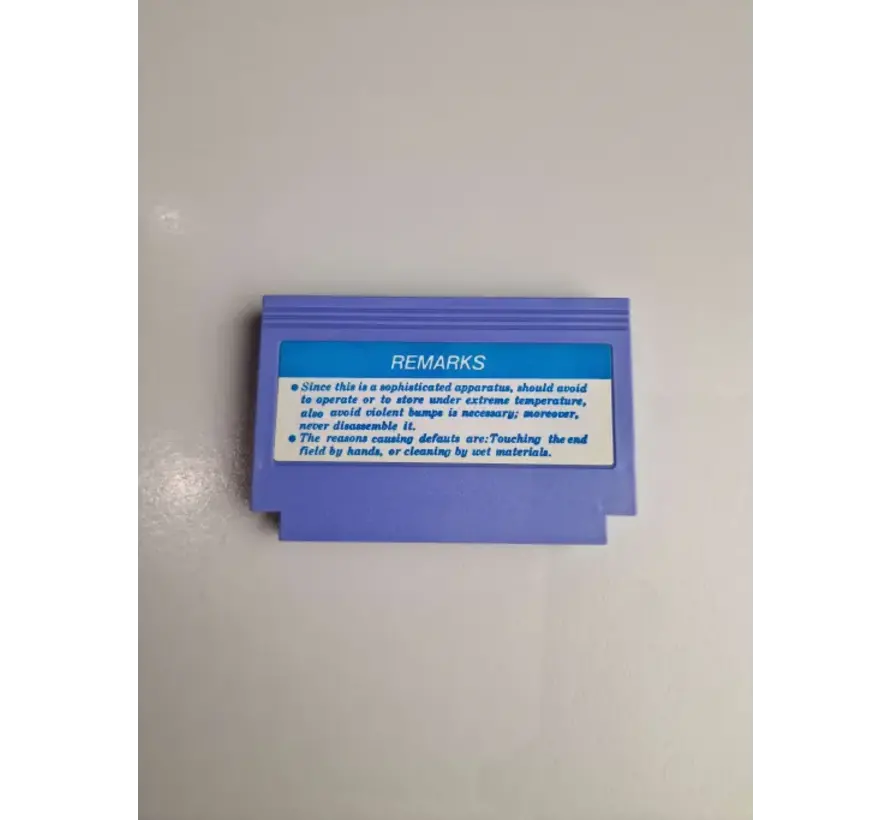 REMARKS
● Since this is a sophisticated apparatus, should avoid
to operate or to store under extreme temperature,
also avoid violent bumps is necessary; moreover,
never disassemble it.
● The reasons causing defauts are:Touching the end
field by hands, or cleaning by wet materials.